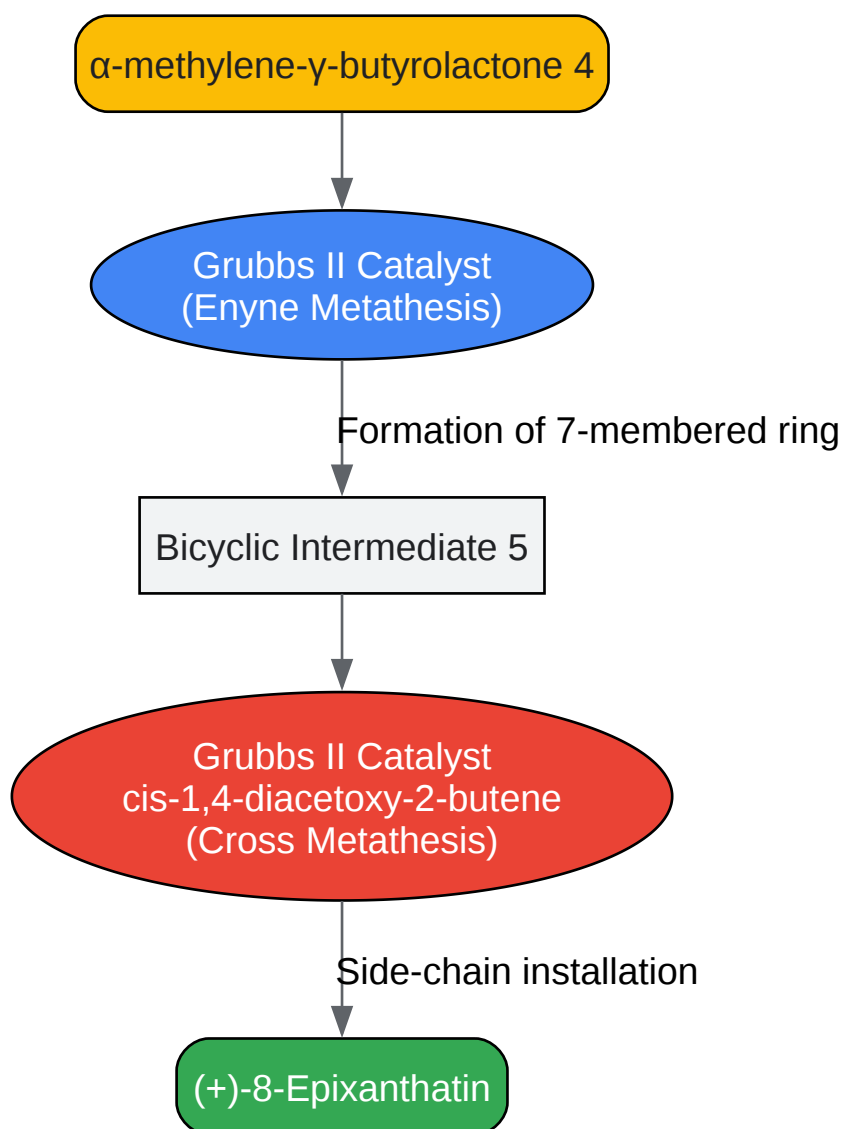 α-methylene-γ-butyrolactone 4
Grubbs II Catalyst
(Enyne Metathesis)
Formation of 7-membered ring
Bicyclic Intermediate 5
Grubbs II Catalyst
cis-1,4-diacetoxy-2-butene
(Cross Metathesis)
Side-chain installation
(+)-8-Epixanthatin